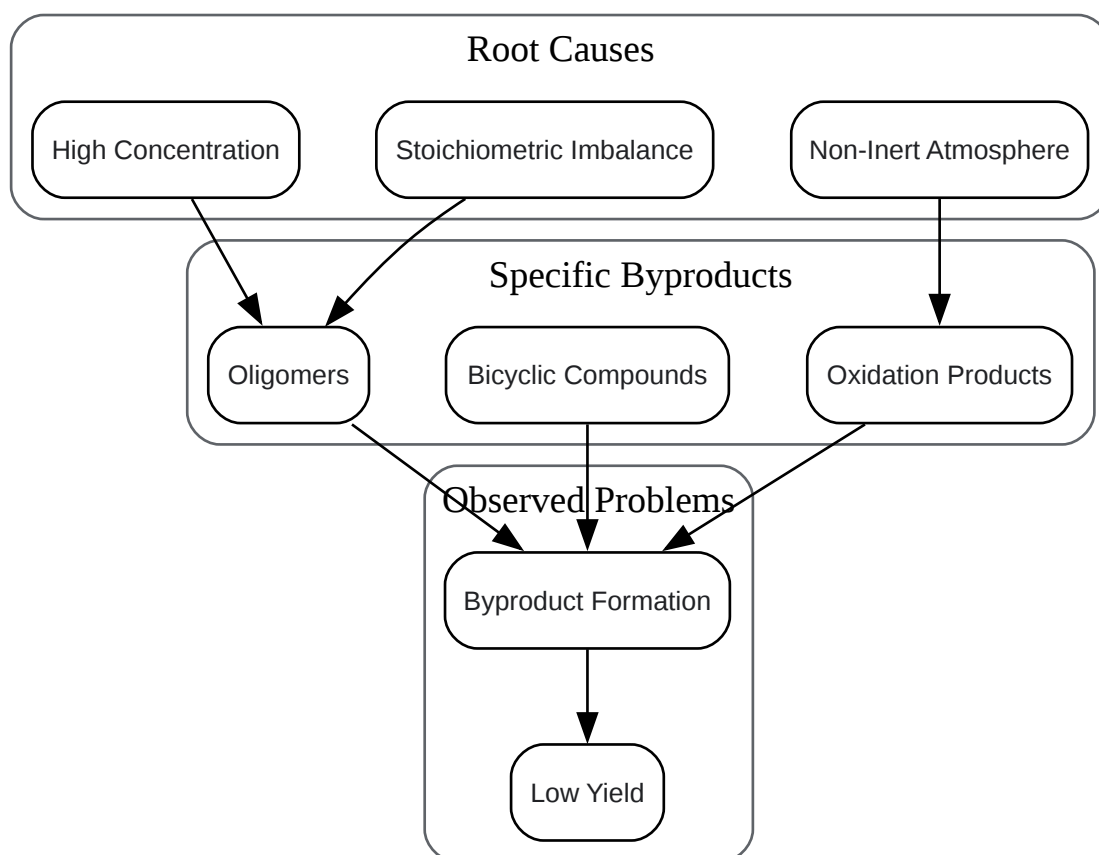 Root Causes
High Concentration
Stoichiometric Imbalance
Non-Inert Atmosphere
Specific Byproducts
Oligomers
Bicyclic Compounds
Oxidation Products
Observed Problems
Byproduct Formation
Low Yield